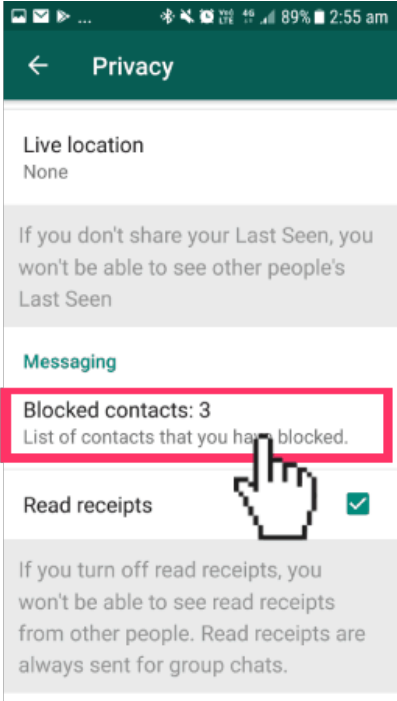 ... 89% 2:55 am
Privacy
Live location
None
If you don't share your Last Seen, you
won't be able to see other people's
Last Seen
Messaging
Blocked contacts: 3
List of contacts that you have blocked.
Read receipts
If you turn off read receipts, you
won't be able to see read receipts
from other people. Read receipts are
always sent for group chats.